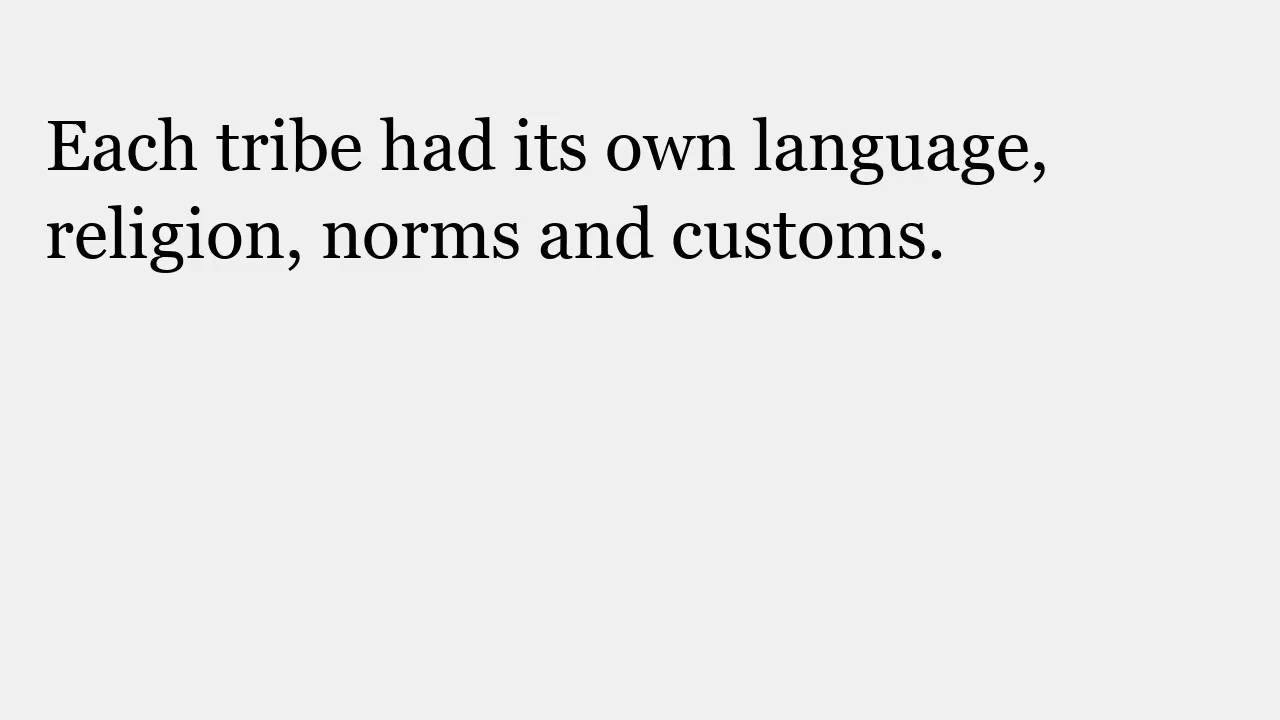 Each tribe had its own language,
religion, norms and customs.